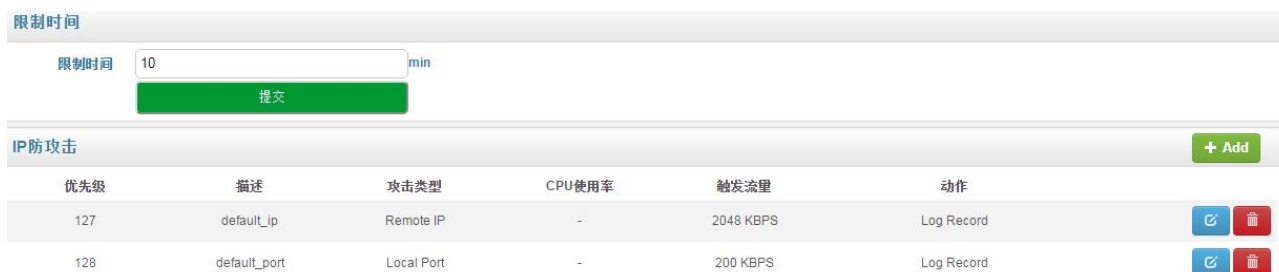 限制时间
限制时间 10 min
提交
IP防攻击 + Add
优先级 描述 攻击类型 CPU使用率 触发流量 动作
127 default_ip Remote IP - 2048 KBPS Log Record
128 default_port Local Port - 200 KBPS Log Record